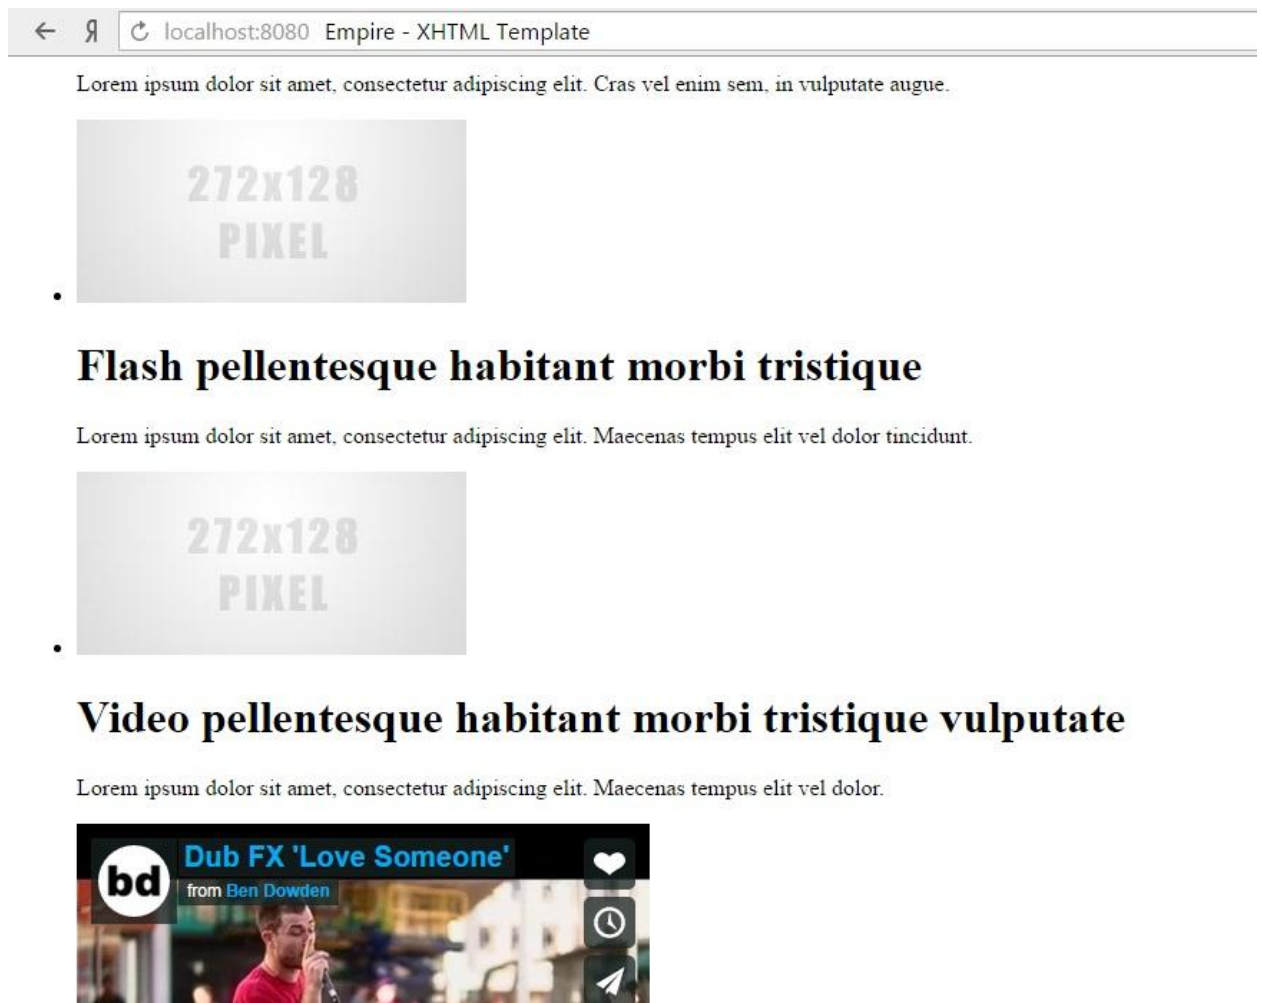 Я localhost:8080 Empire - XHTML Template
Lorem ipsum dolor sit amet, consectetur adipiscing elit. Cras vel enim sem, in vulputate augue.
272x128
PIXEL
Flash pellentesque habitant morbi tristique
Lorem ipsum dolor sit amet, consectetur adipiscing elit. Maecenas tempus elit vel dolor tincidunt.
272x128
PIXEL
Video pellentesque habitant morbi tristique vulputate
Lorem ipsum dolor sit amet, consectetur adipiscing elit. Maecenas tempus elit vel dolor.
bd
Dub FX 'Love Someone'
from Ben Dowden